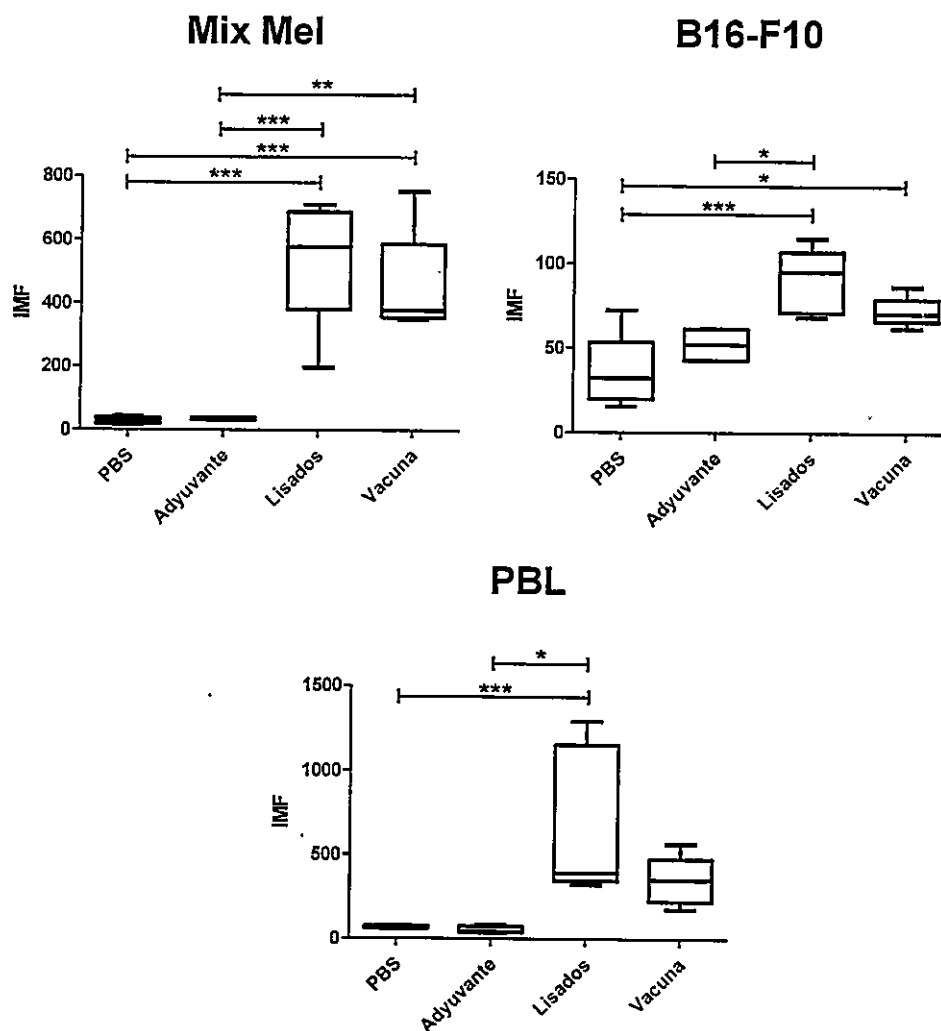 Mix Mel
**
***
***
***
800
600
400
200
0
IMF
PBS
Adyuvante
Lisados
Vacuna
B16-F10
*
*
***
150
100
50
0
IMF
PBS
Adyuvante
Lisados
Vacuna
PBL
*
***
1500
1000
500
0
IMF
PBS
Adyuvante
Lisados
Vacuna